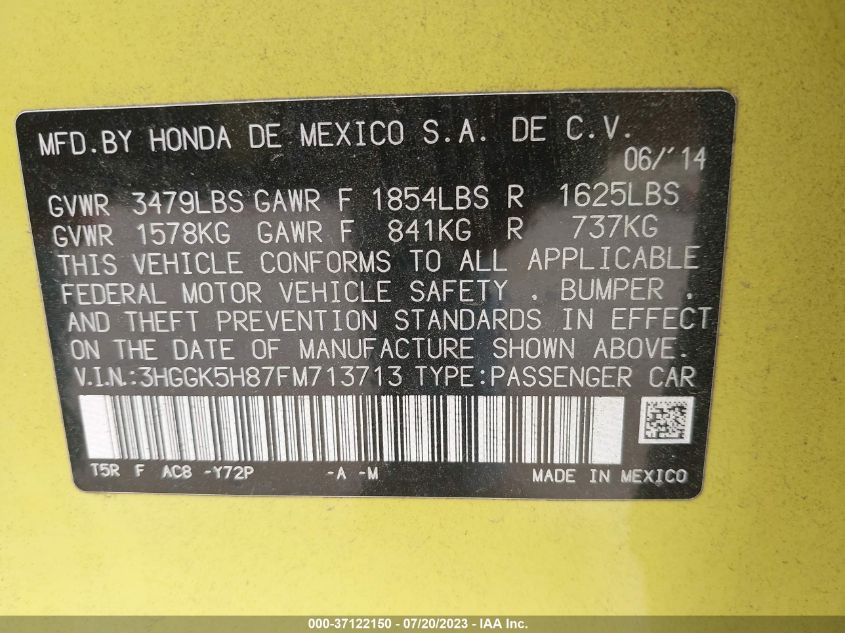 MFD.BY HONDA DE MEXICO S.A. DE C.V.
06/'14
GVWR 3479LBS GAWR F 1854LBS R 1625LBS
GVWR 1578KG GAWR F 841KG R 737KG
THIS VEHICLE CONFORMS TO ALL APPLICABLE
FEDERAL MOTOR VEHICLE SAFETY , BUMPER ,
AND THEFT PREVENTION STANDARDS IN EFFECT
ON THE DATE OF MANUFACTURE SHOWN ABOVE.
V.I.N.:3HGGK5H87FM713713 TYPE:PASSENGER CAR
T5R F AC8 -Y72P -A -M MADE IN MEXICO
000-37122150 - 07/20/2023 - IAA Inc.